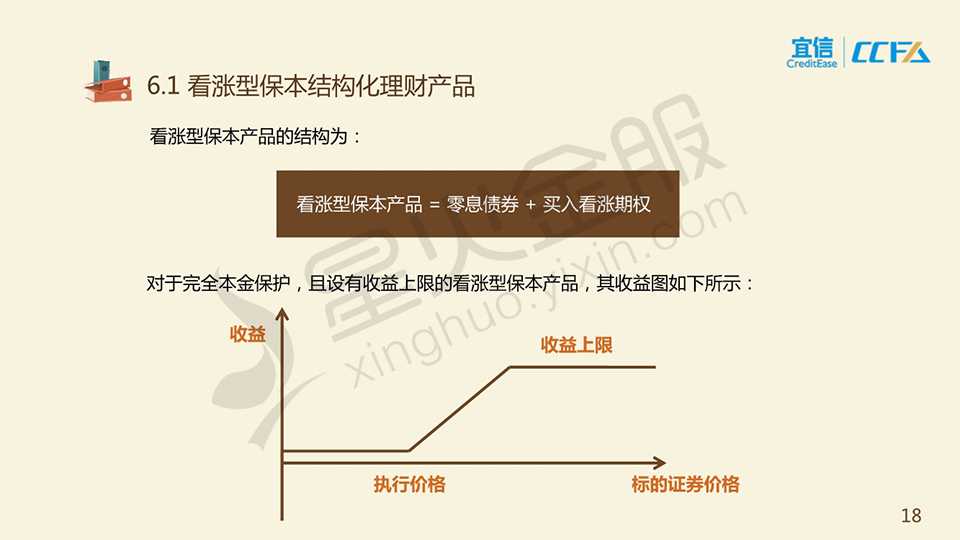 宜信
CreditEase
CCFA
6.1 看涨型保本结构化理财产品
看涨型保本产品的结构为：
看涨型保本产品 = 零息债券 + 买入看涨期权
对于完全本金保护，且设有收益上限的看涨型保本产品，其收益图如下所示：
收益
收益上限
执行价格
标的证券价格
星火金服
xinghuo.yixin.com
18